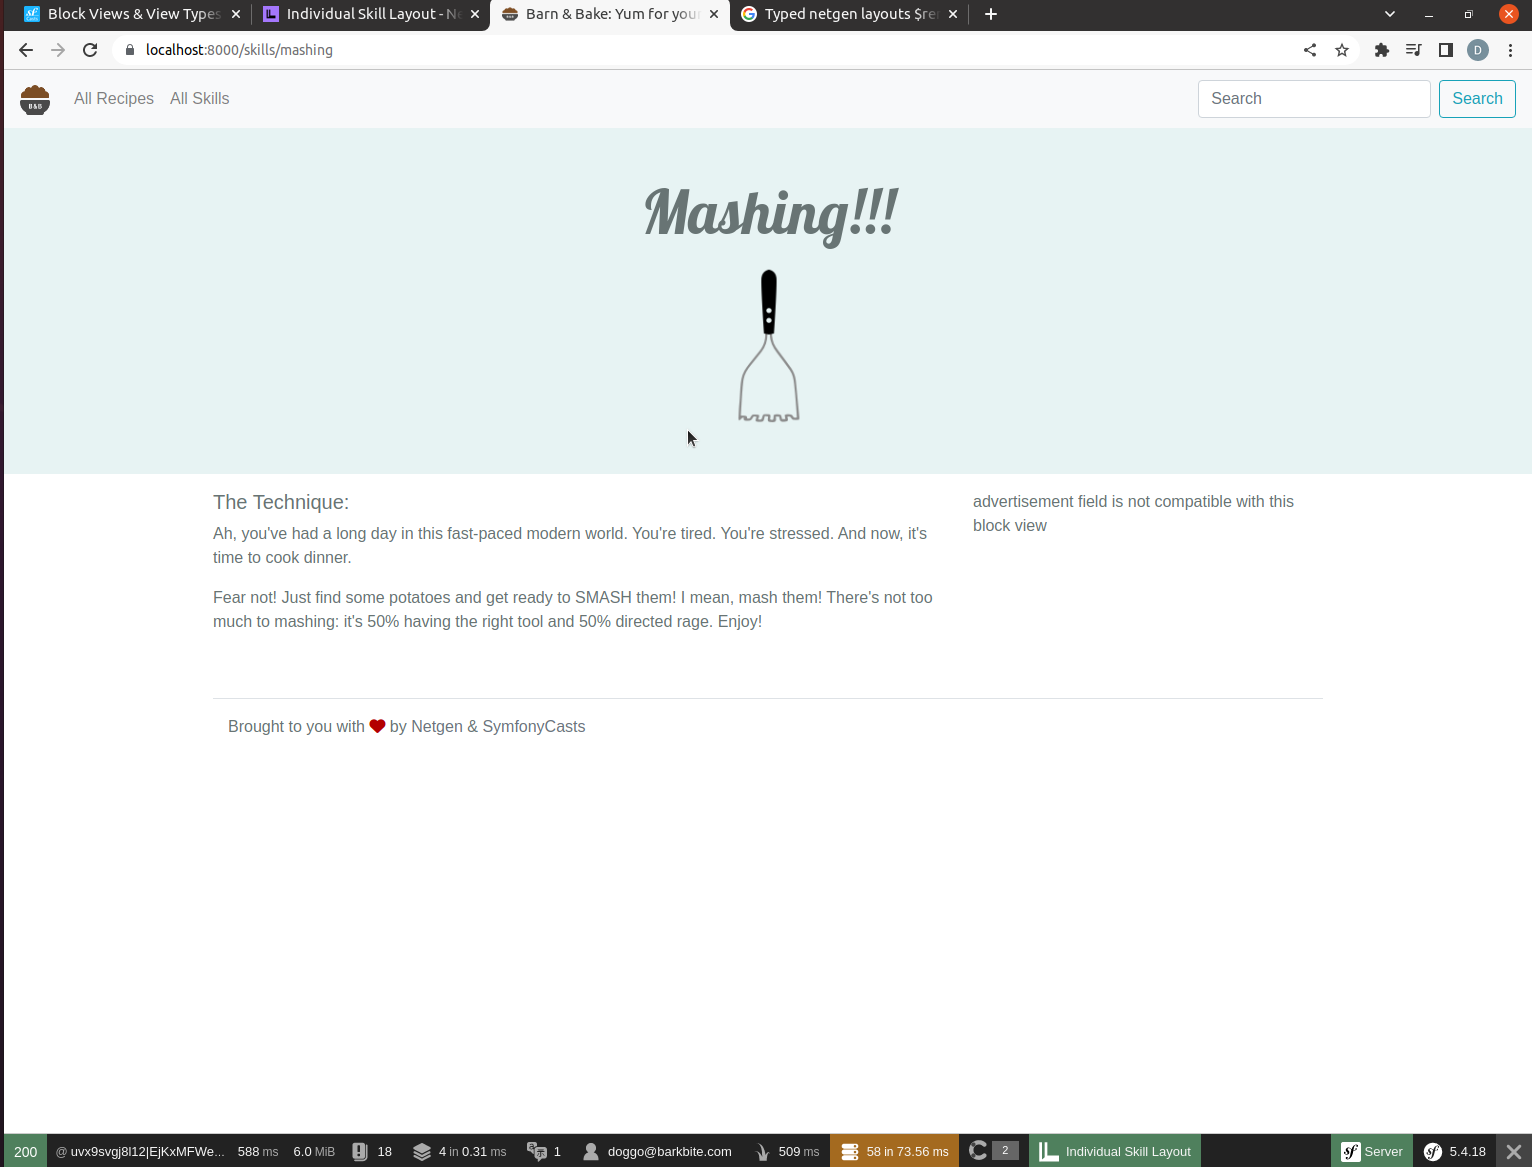 Block Views & View Types
Individual Skill Layout - Ne
Barn & Bake: Yum for you
Typed netgen layouts $re
localhost:8000/skills/mashing
D
B&B
All Recipes
All Skills
Search
Search
Mashing!!!
The Technique:
Ah, you've had a long day in this fast-paced modern world. You're tired. You're stressed. And now, it's
time to cook dinner.
Fear not! Just find some potatoes and get ready to SMASH them! I mean, mash them! There's not too
much to mashing: it's 50% having the right tool and 50% directed rage. Enjoy!
advertisement field is not compatible with this
block view
Brought to you with by Netgen & SymfonyCasts
200 @ uvx9svgj8l12|EjKxMFWe... 588 ms 6.0 MiB 18 4 in 0.31 ms 1 doggo@barkbite.com 509 ms 58 in 73.56 ms 2 Individual Skill Layout Server 5.4.18